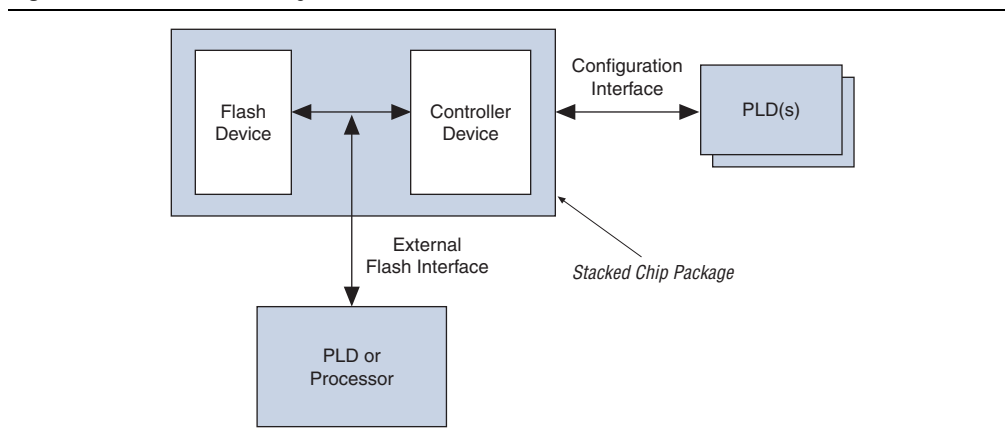 Flash
Device
Controller
Device
Configuration
Interface
PLD(s)
External
Flash Interface
Stacked Chip Package
PLD or
Processor